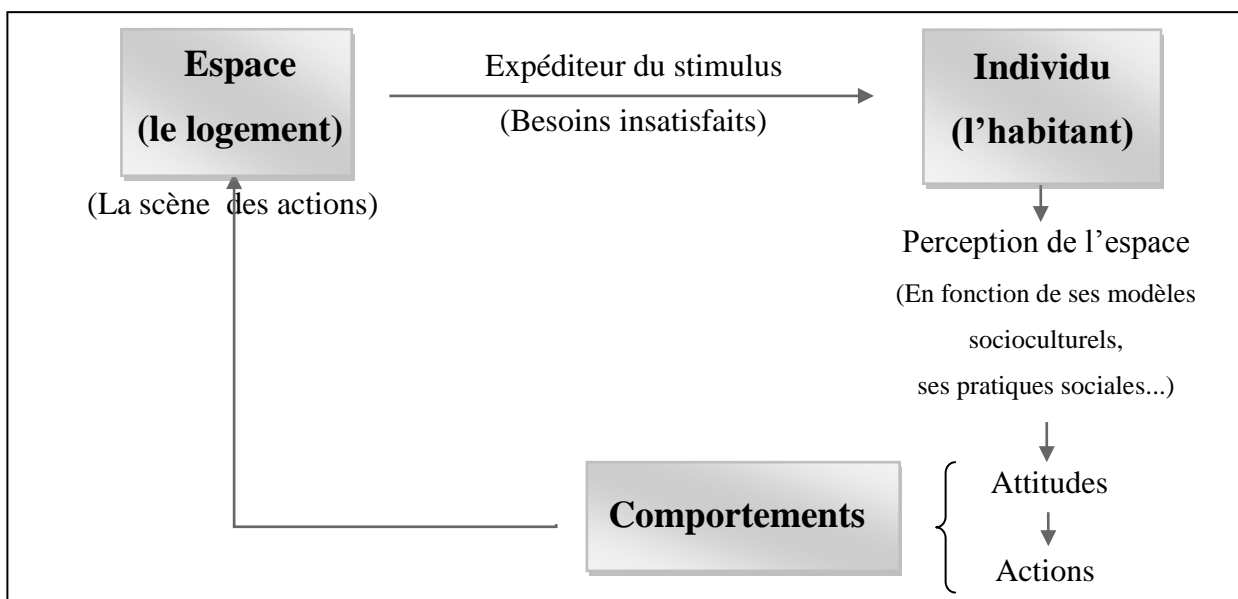 Espace
(le logement)
(La scène des actions)
Expéditeur du stimulus
(Besoins insatisfaits)
Individu
(l’habitant)
Perception de l’espace
(En fonction de ses modèles
socioculturels,
ses pratiques sociales...)
Attitudes
Actions
Comportements